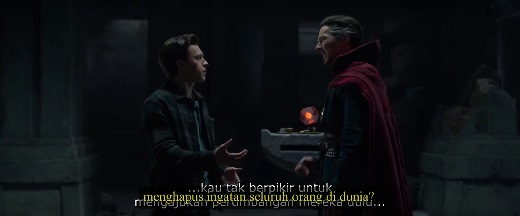 ...kau tak berpikir untuk
menghapus ingatan seluruh orang di dunia?
mengajukan pertimbangan mereka dulu...